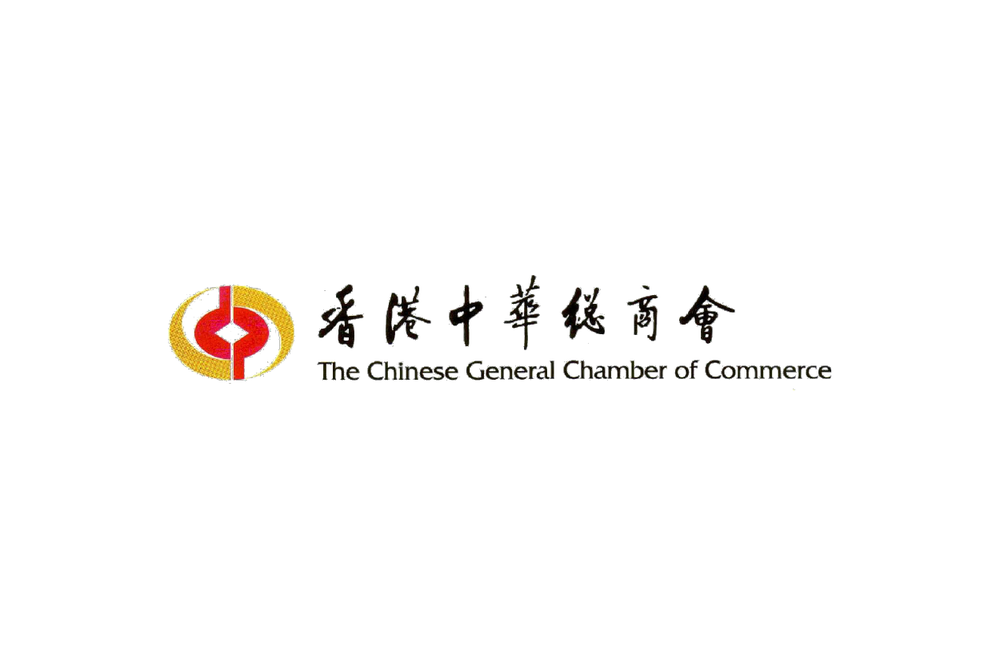 香港中華總商會
The Chinese General Chamber of Commerce